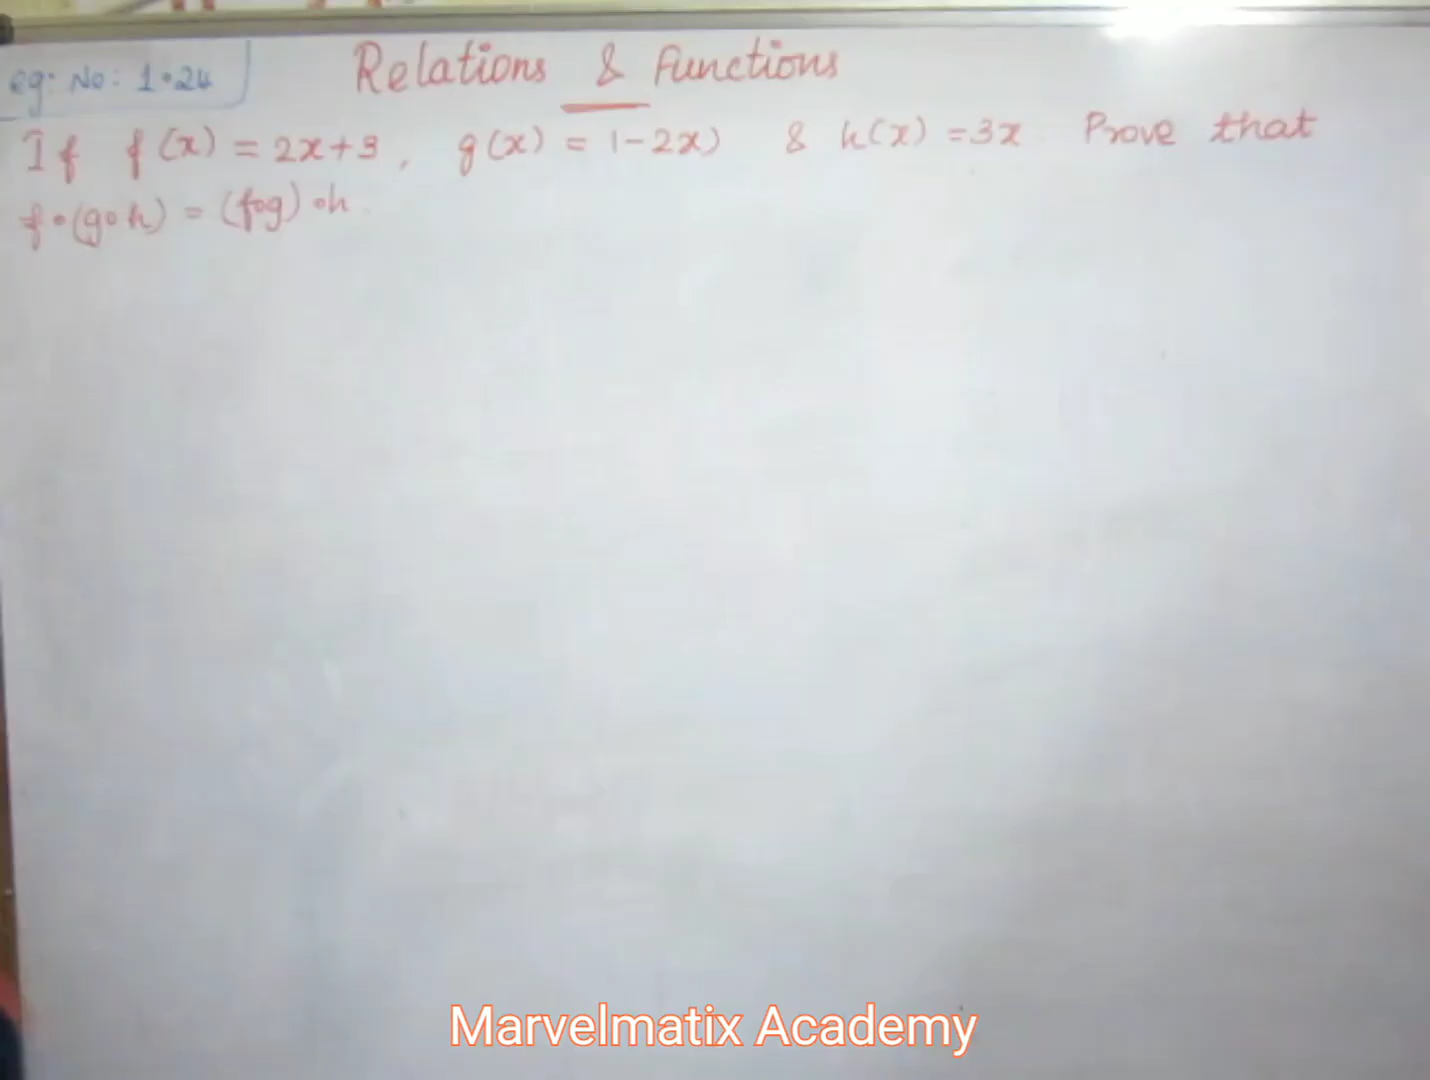 eg. No: 1.24
Relations & Functions
If f(x) = 2x+3, g(x) = 1-2x) & h(x) = 3x Prove that
f∘(g∘h) = (f∘g)∘h.
Marvelmatix Academy